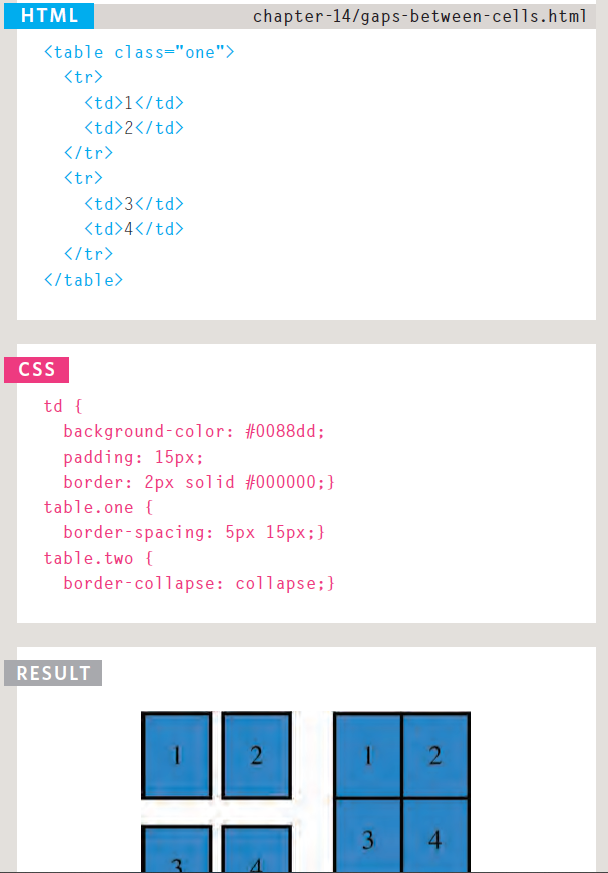 HTML chapter-14/gaps-between-cells.html
<table class="one">
  <tr>
    <td>1</td>
    <td>2</td>
  </tr>
  <tr>
    <td>3</td>
    <td>4</td>
  </tr>
</table>
CSS
td {
  background-color: #0088dd;
  padding: 15px;
  border: 2px solid #000000;}
table.one {
  border-spacing: 5px 15px;}
table.two {
  border-collapse: collapse;}
RESULT
1 2 1 2
3 4 3 4